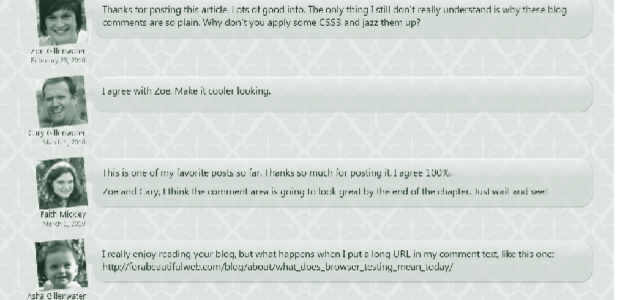 Thanks for posting this article. Lots of good info. The only thing I still don't really understand is why these blog
comments are so plain. Why don't you apply some CSS3 and jazz them up?
Zoe Gillenwater
February 28, 2010
I agree with Zoe. Make it cooler looking.
Cary Gillenwater
March 1, 2010
This is one of my favorite posts so far. Thanks so much for posting it. I agree 100%.
Zoe and Cary, I think the comment area is going to look great by the end of the chapter. Just wait and see!
Faith Mickley
March 1, 2010
I really enjoy reading your blog, but what happens when I put a long URL in my comment text, like this one:
http://forabeautifulweb.com/blog/about/what_does_browser_testing_mean_today/
Asha Gillenwater